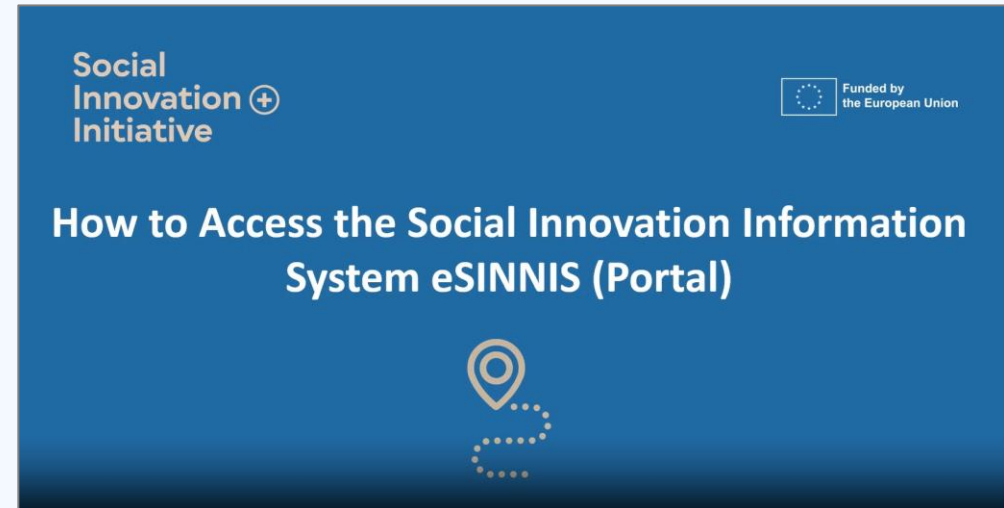 Social
Innovation +
Initiative
Funded by
the European Union
How to Access the Social Innovation Information
System eSINNIS (Portal)